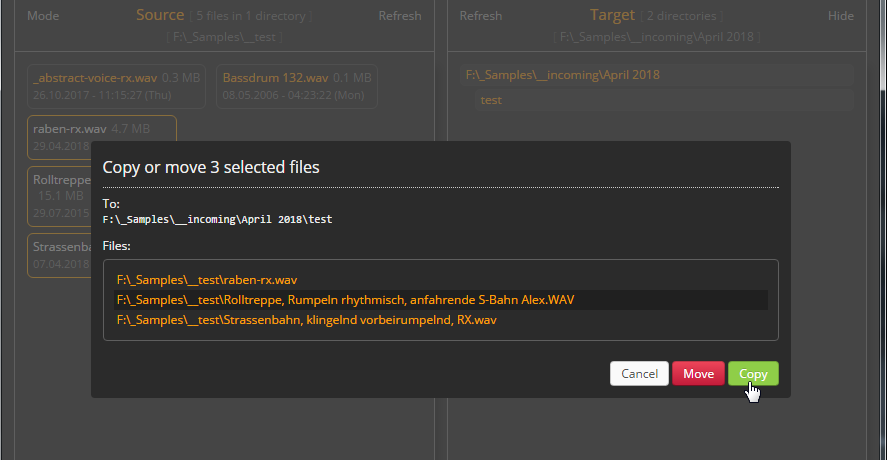 Mode Source [ 5 files in 1 directory ] Refresh
[ F:\_Samples\__test ]
Refresh Target [ 2 directories ] Hide
[ F:\_Samples\__incoming\April 2018 ]
_abstract-voice-rx.wav 0.3 MB
26.10.2017 - 11:15:27 (Thu)
Bassdrum 132.wav 0.1 MB
08.05.2006 - 04:23:22 (Mon)
raben-rx.wav 4.7 MB
29.04.2018
Rolltreppe
15.1 MB
29.07.2015
Strassenba
07.04.2018
F:\_Samples\__incoming\April 2018
test
Copy or move 3 selected files
To:
F:\_Samples\__incoming\April 2018\test
Files:
F:\_Samples\__test\raben-rx.wav
F:\_Samples\__test\Rolltreppe, Rumpeln rhythmisch, anfahrende S-Bahn Alex.WAV
F:\_Samples\__test\Strassenbahn, klingelnd vorbeirumpelnd, RX.wav
Cancel Move Copy